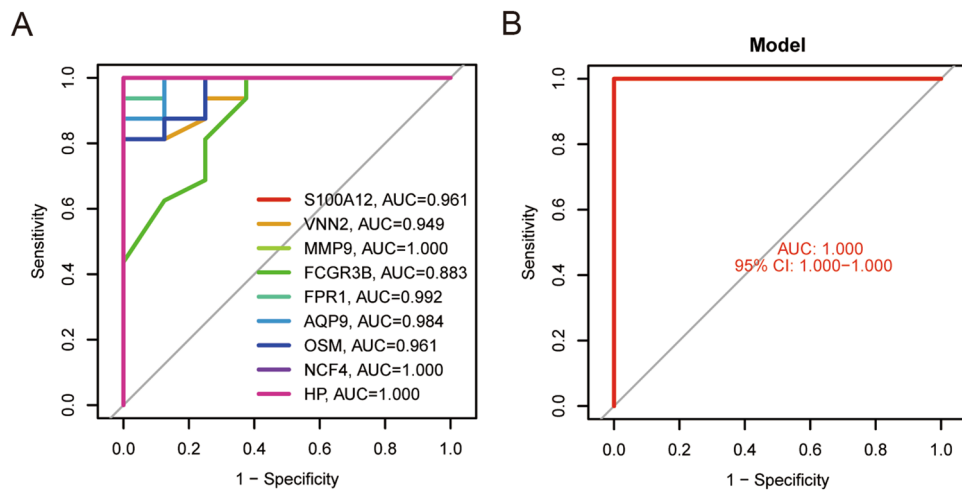 A
1.0
0.8
0.6
0.4
0.2
0.0
Sensitivity
S100A12, AUC=0.961
VNN2, AUC=0.949
MMP9, AUC=1.000
FCGR3B, AUC=0.883
FPR1, AUC=0.992
AQP9, AUC=0.984
OSM, AUC=0.961
NCF4, AUC=1.000
HP, AUC=1.000
0.0 0.2 0.4 0.6 0.8 1.0
1 − Specificity
B
Model
1.0
0.8
0.6
0.4
0.2
0.0
Sensitivity
AUC: 1.000
95% CI: 1.000−1.000
0.0 0.2 0.4 0.6 0.8 1.0
1 − Specificity